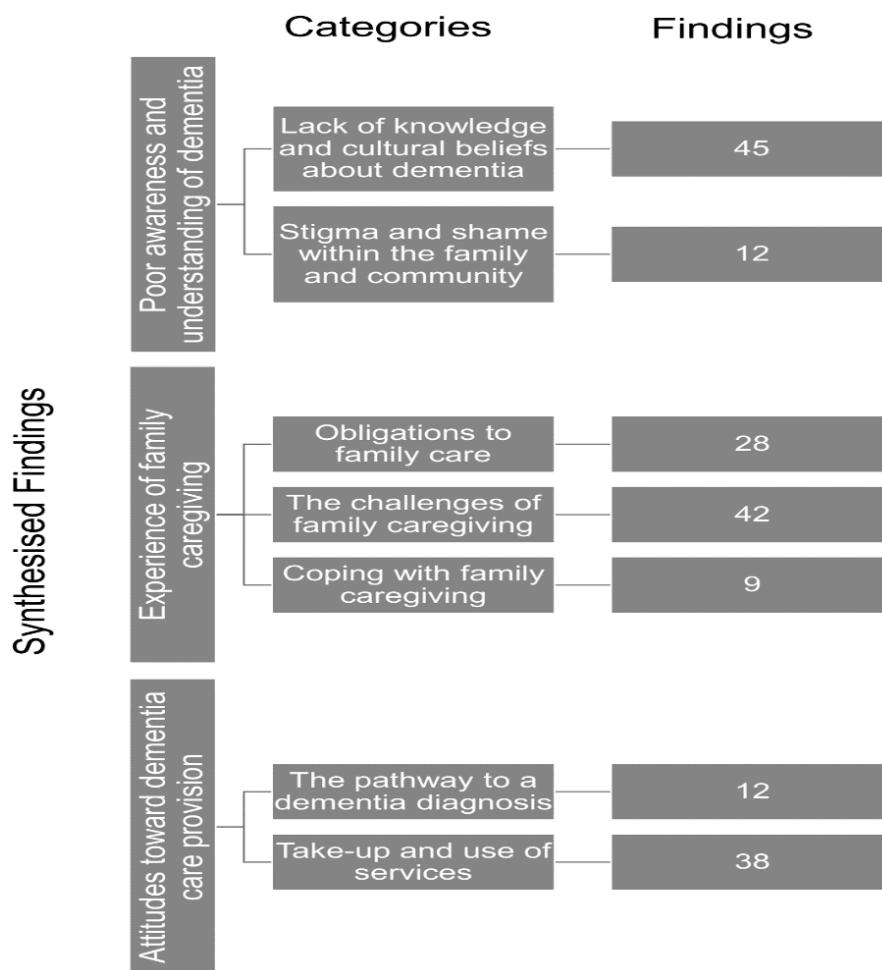 Categories
Findings
Synthesised Findings
Poor awareness and
understanding of dementia
Lack of knowledge
and cultural beliefs
about dementia
45
Stigma and shame
within the family
and community
12
Experience of family
caregiving
Obligations to
family care
28
The challenges of
family caregiving
42
Coping with family
caregiving
9
Attitudes toward dementia
care provision
The pathway to a
dementia diagnosis
12
Take-up and use of
services
38